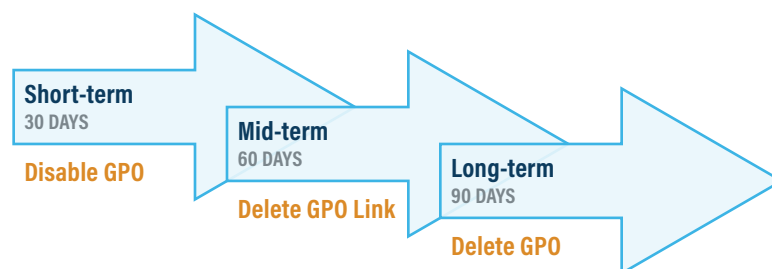 Short-term
30 DAYS
Disable GPO
Mid-term
60 DAYS
Delete GPO Link
Long-term
90 DAYS
Delete GPO